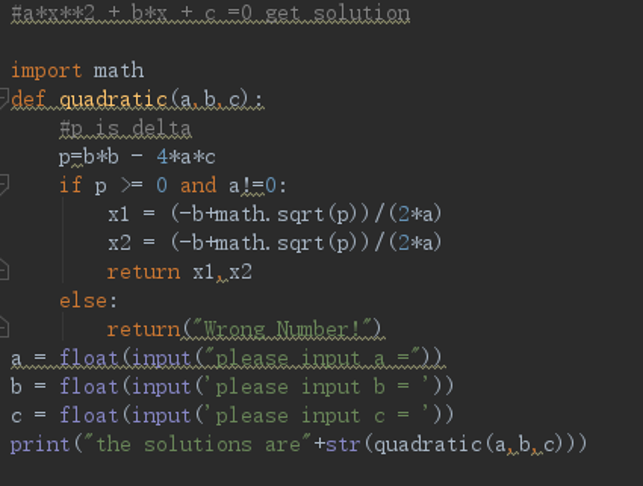 #a*x**2 + b*x + c =0 get solution
import math
def quadratic(a,b,c):
#p is delta
p=b*b - 4*a*c
if p >= 0 and a!=0:
x1 = (-b+math.sqrt(p))/(2*a)
x2 = (-b+math.sqrt(p))/(2*a)
return x1,x2
else:
return("Wrong Number!")
a = float(input("please input a ="))
b = float(input('please input b = '))
c = float(input('please input c = '))
print("the solutions are"+str(quadratic(a,b,c)))